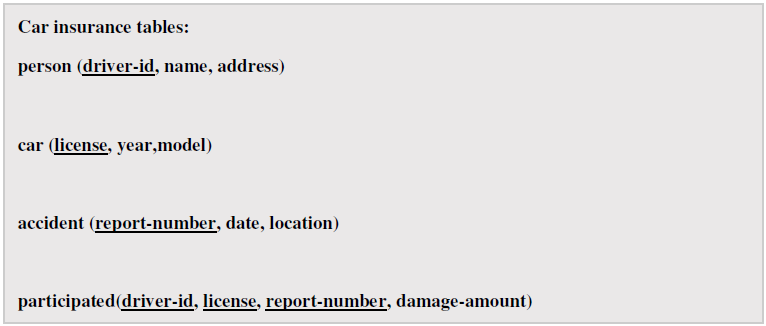 Car insurance tables:
person (driver-id, name, address)
car (license, year,model)
accident (report-number, date, location)
participated(driver-id, license, report-number, damage-amount)